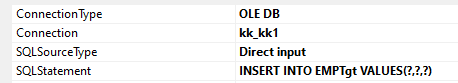 ConnectionType OLE DB
Connection kk_kk1
SQLSourceType Direct input
SQLStatement INSERT INTO EMPTgt VALUES(?,?,?)